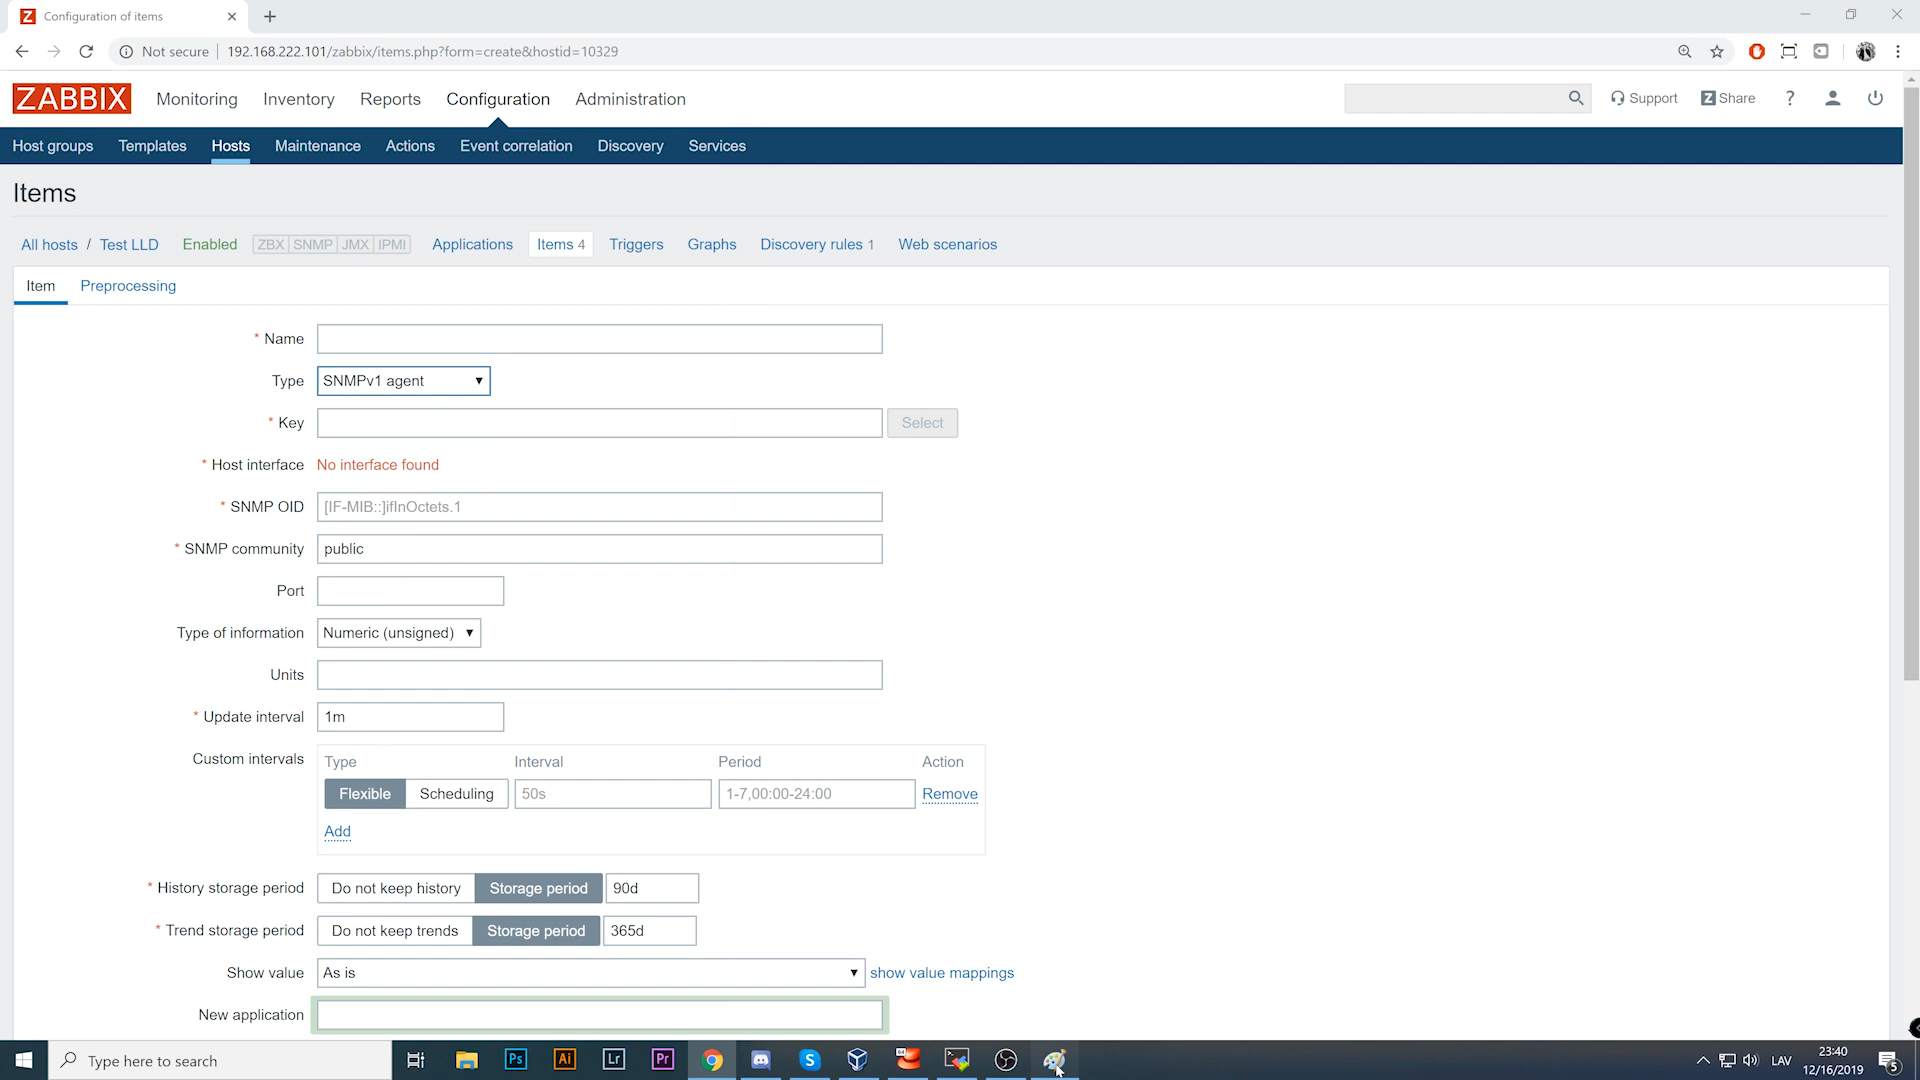 Configuration of items
Not secure 192.168.222.101/zabbix/items.php?form=create&hostid=10329
ZABBIX Monitoring Inventory Reports Configuration Administration Support Z Share ?
Host groups Templates Hosts Maintenance Actions Event correlation Discovery Services
Items
All hosts / Test LLD Enabled ZBX SNMP JMX IPMI Applications Items 4 Triggers Graphs Discovery rules 1 Web scenarios
Item Preprocessing
* Name
Type SNMPv1 agent
* Key Select
* Host interface No interface found
* SNMP OID [IF-MIB::]ifInOctets.1
* SNMP community public
Port
Type of information Numeric (unsigned)
Units
* Update interval 1m
Custom intervals Type Interval Period Action
Flexible Scheduling 50s 1-7,00:00-24:00 Remove
Add
* History storage period Do not keep history Storage period 90d
* Trend storage period Do not keep trends Storage period 365d
Show value As is show value mappings
New application
Type here to search Ps Ai Lr Pr 64 LAV 23:40
12/16/2019 5